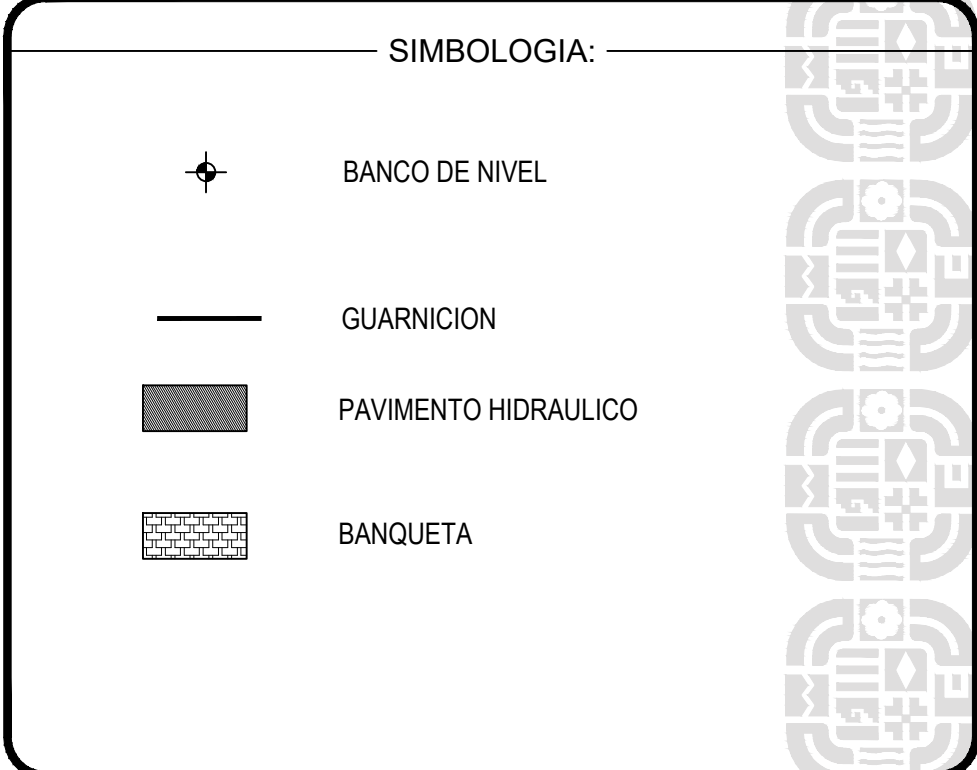 SIMBOLOGIA:
BANCO DE NIVEL
GUARNICION
PAVIMENTO HIDRAULICO
BANQUETA